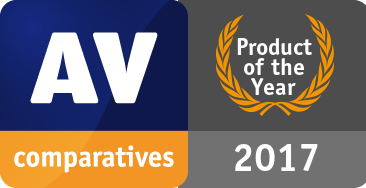 AV
comparatives
Product
of the
Year
2017